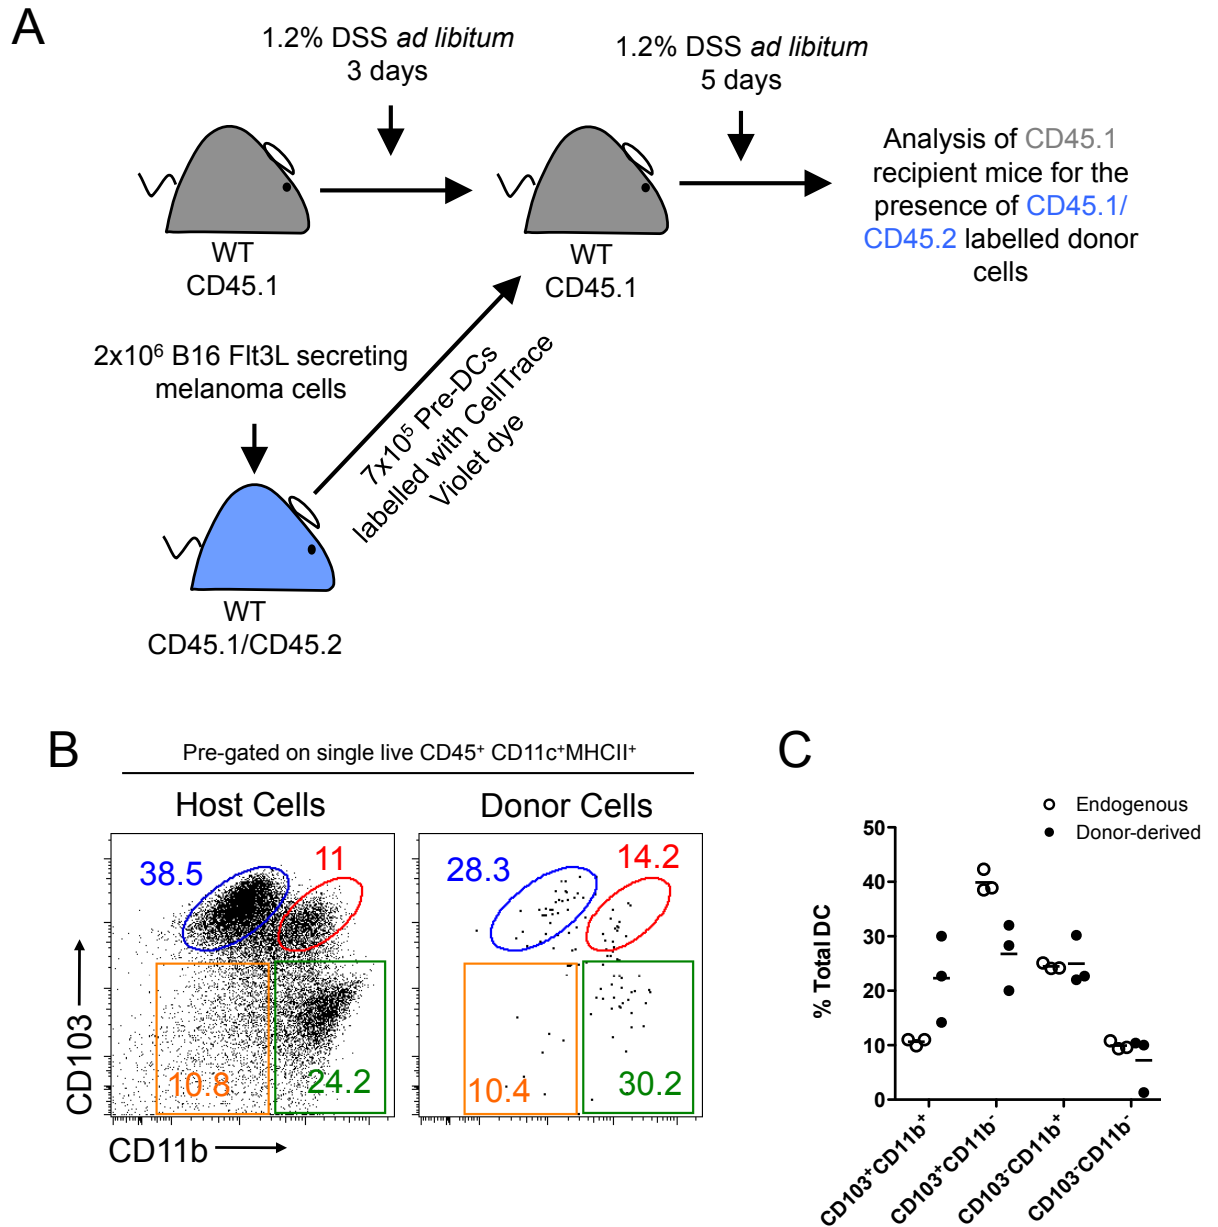 A
1.2% DSS ad libitum
3 days
1.2% DSS ad libitum
5 days
WT
CD45.1
WT
CD45.1
Analysis of CD45.1
recipient mice for the
presence of CD45.1/
CD45.2 labelled donor
cells
2x10⁶ B16 Flt3L secreting
melanoma cells
7x10⁵ Pre-DCs
labelled with CellTrace
Violet dye
WT
CD45.1/CD45.2
B
Pre-gated on single live CD45⁺ CD11c⁺MHCII⁺
Host Cells
Donor Cells
38.5
11
10.8
24.2
28.3
14.2
10.4
30.2
CD103
CD11b
C
Endogenous
Donor-derived
% Total DC
50
40
30
20
10
0
CD103⁺CD11b⁺
CD103⁺CD11b⁻
CD103⁻CD11b⁺
CD103⁻CD11b⁻